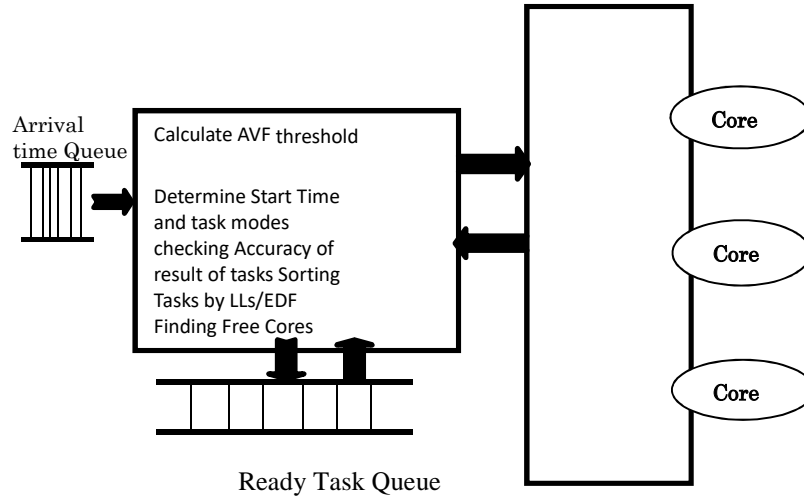 Arrival
time Queue
Calculate AVF threshold
Determine Start Time
and task modes
checking Accuracy of
result of tasks Sorting
Tasks by LLs/EDF
Finding Free Cores
Core
Core
Core
Ready Task Queue